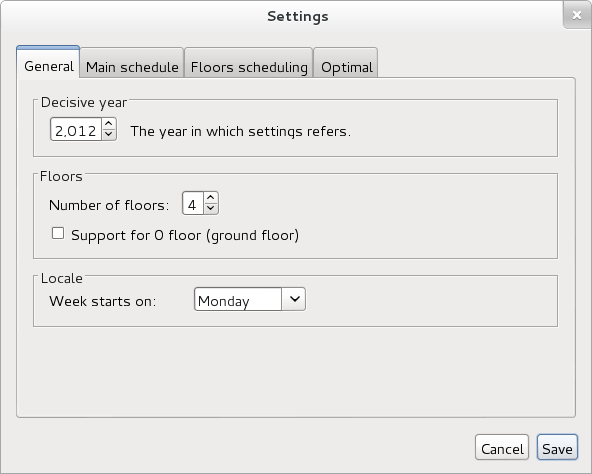 Settings
General Main schedule Floors scheduling Optimal
Decisive year
2,012 The year in which settings refers.
Floors
Number of floors: 4
Support for 0 floor (ground floor)
Locale
Week starts on: Monday
Cancel Save